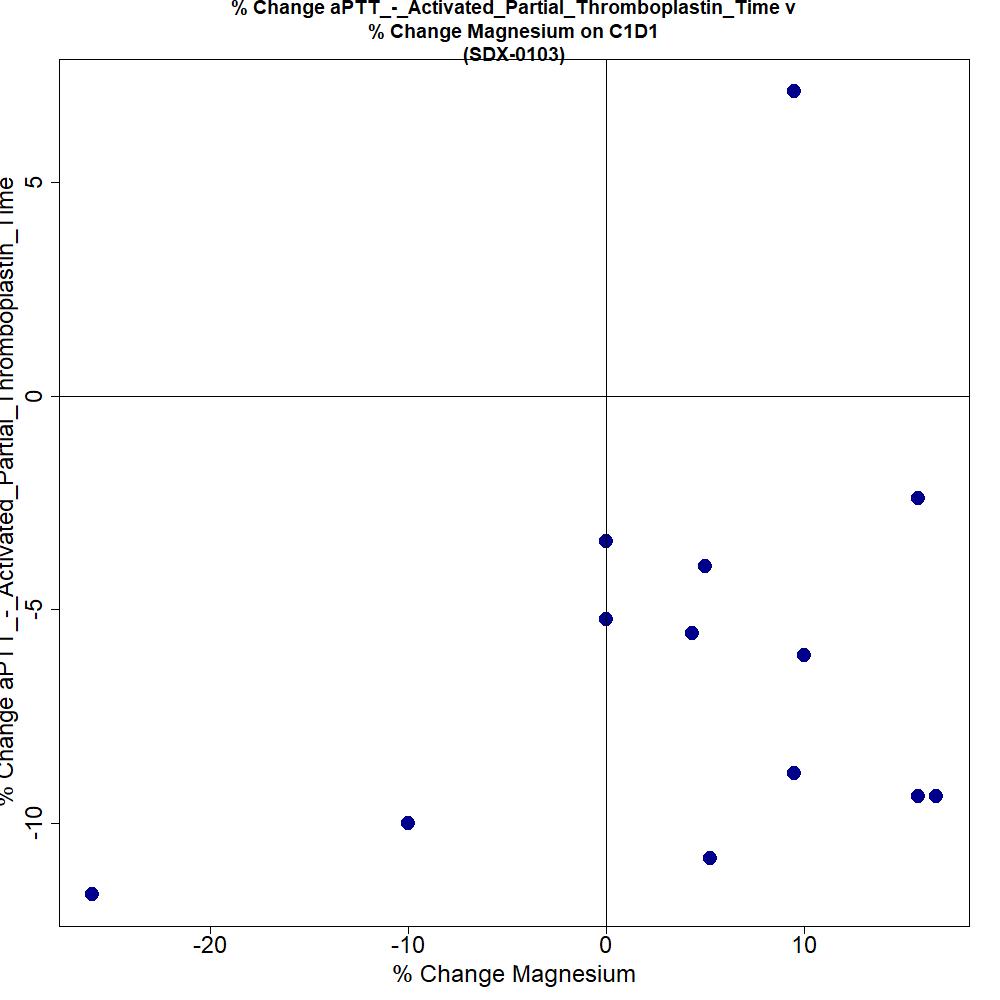 % Change aPTT_-_Activated_Partial_Thromboplastin_Time v
% Change Magnesium on C1D1
(SDX-0103)
% Change aPTT_-_Activated_Partial_Thromboplastin_Time
5
0
-5
-10
-20
-10
0
10
% Change Magnesium